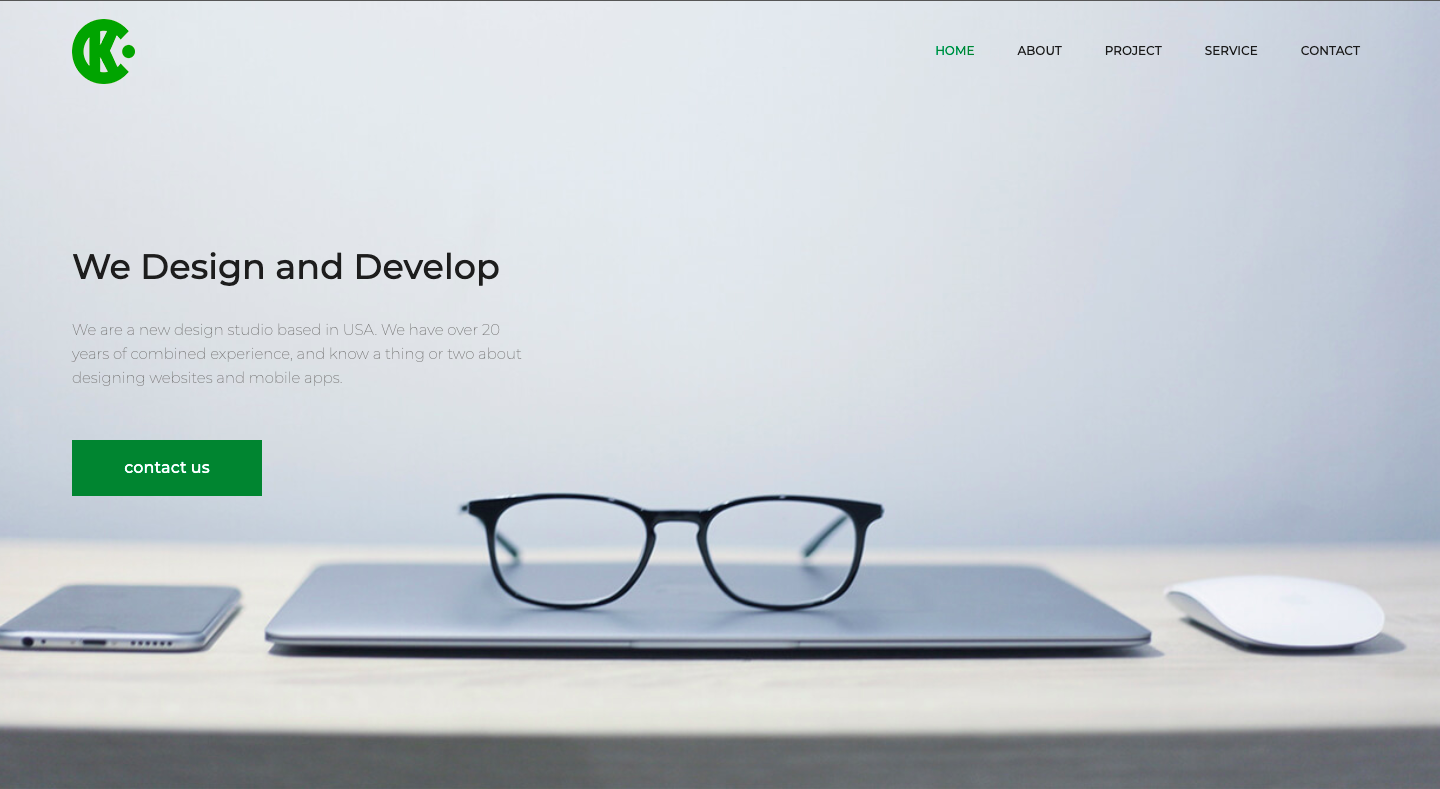 HOME ABOUT PROJECT SERVICE CONTACT
We Design and Develop
We are a new design studio based in USA. We have over 20
years of combined experience, and know a thing or two about
designing websites and mobile apps.
contact us